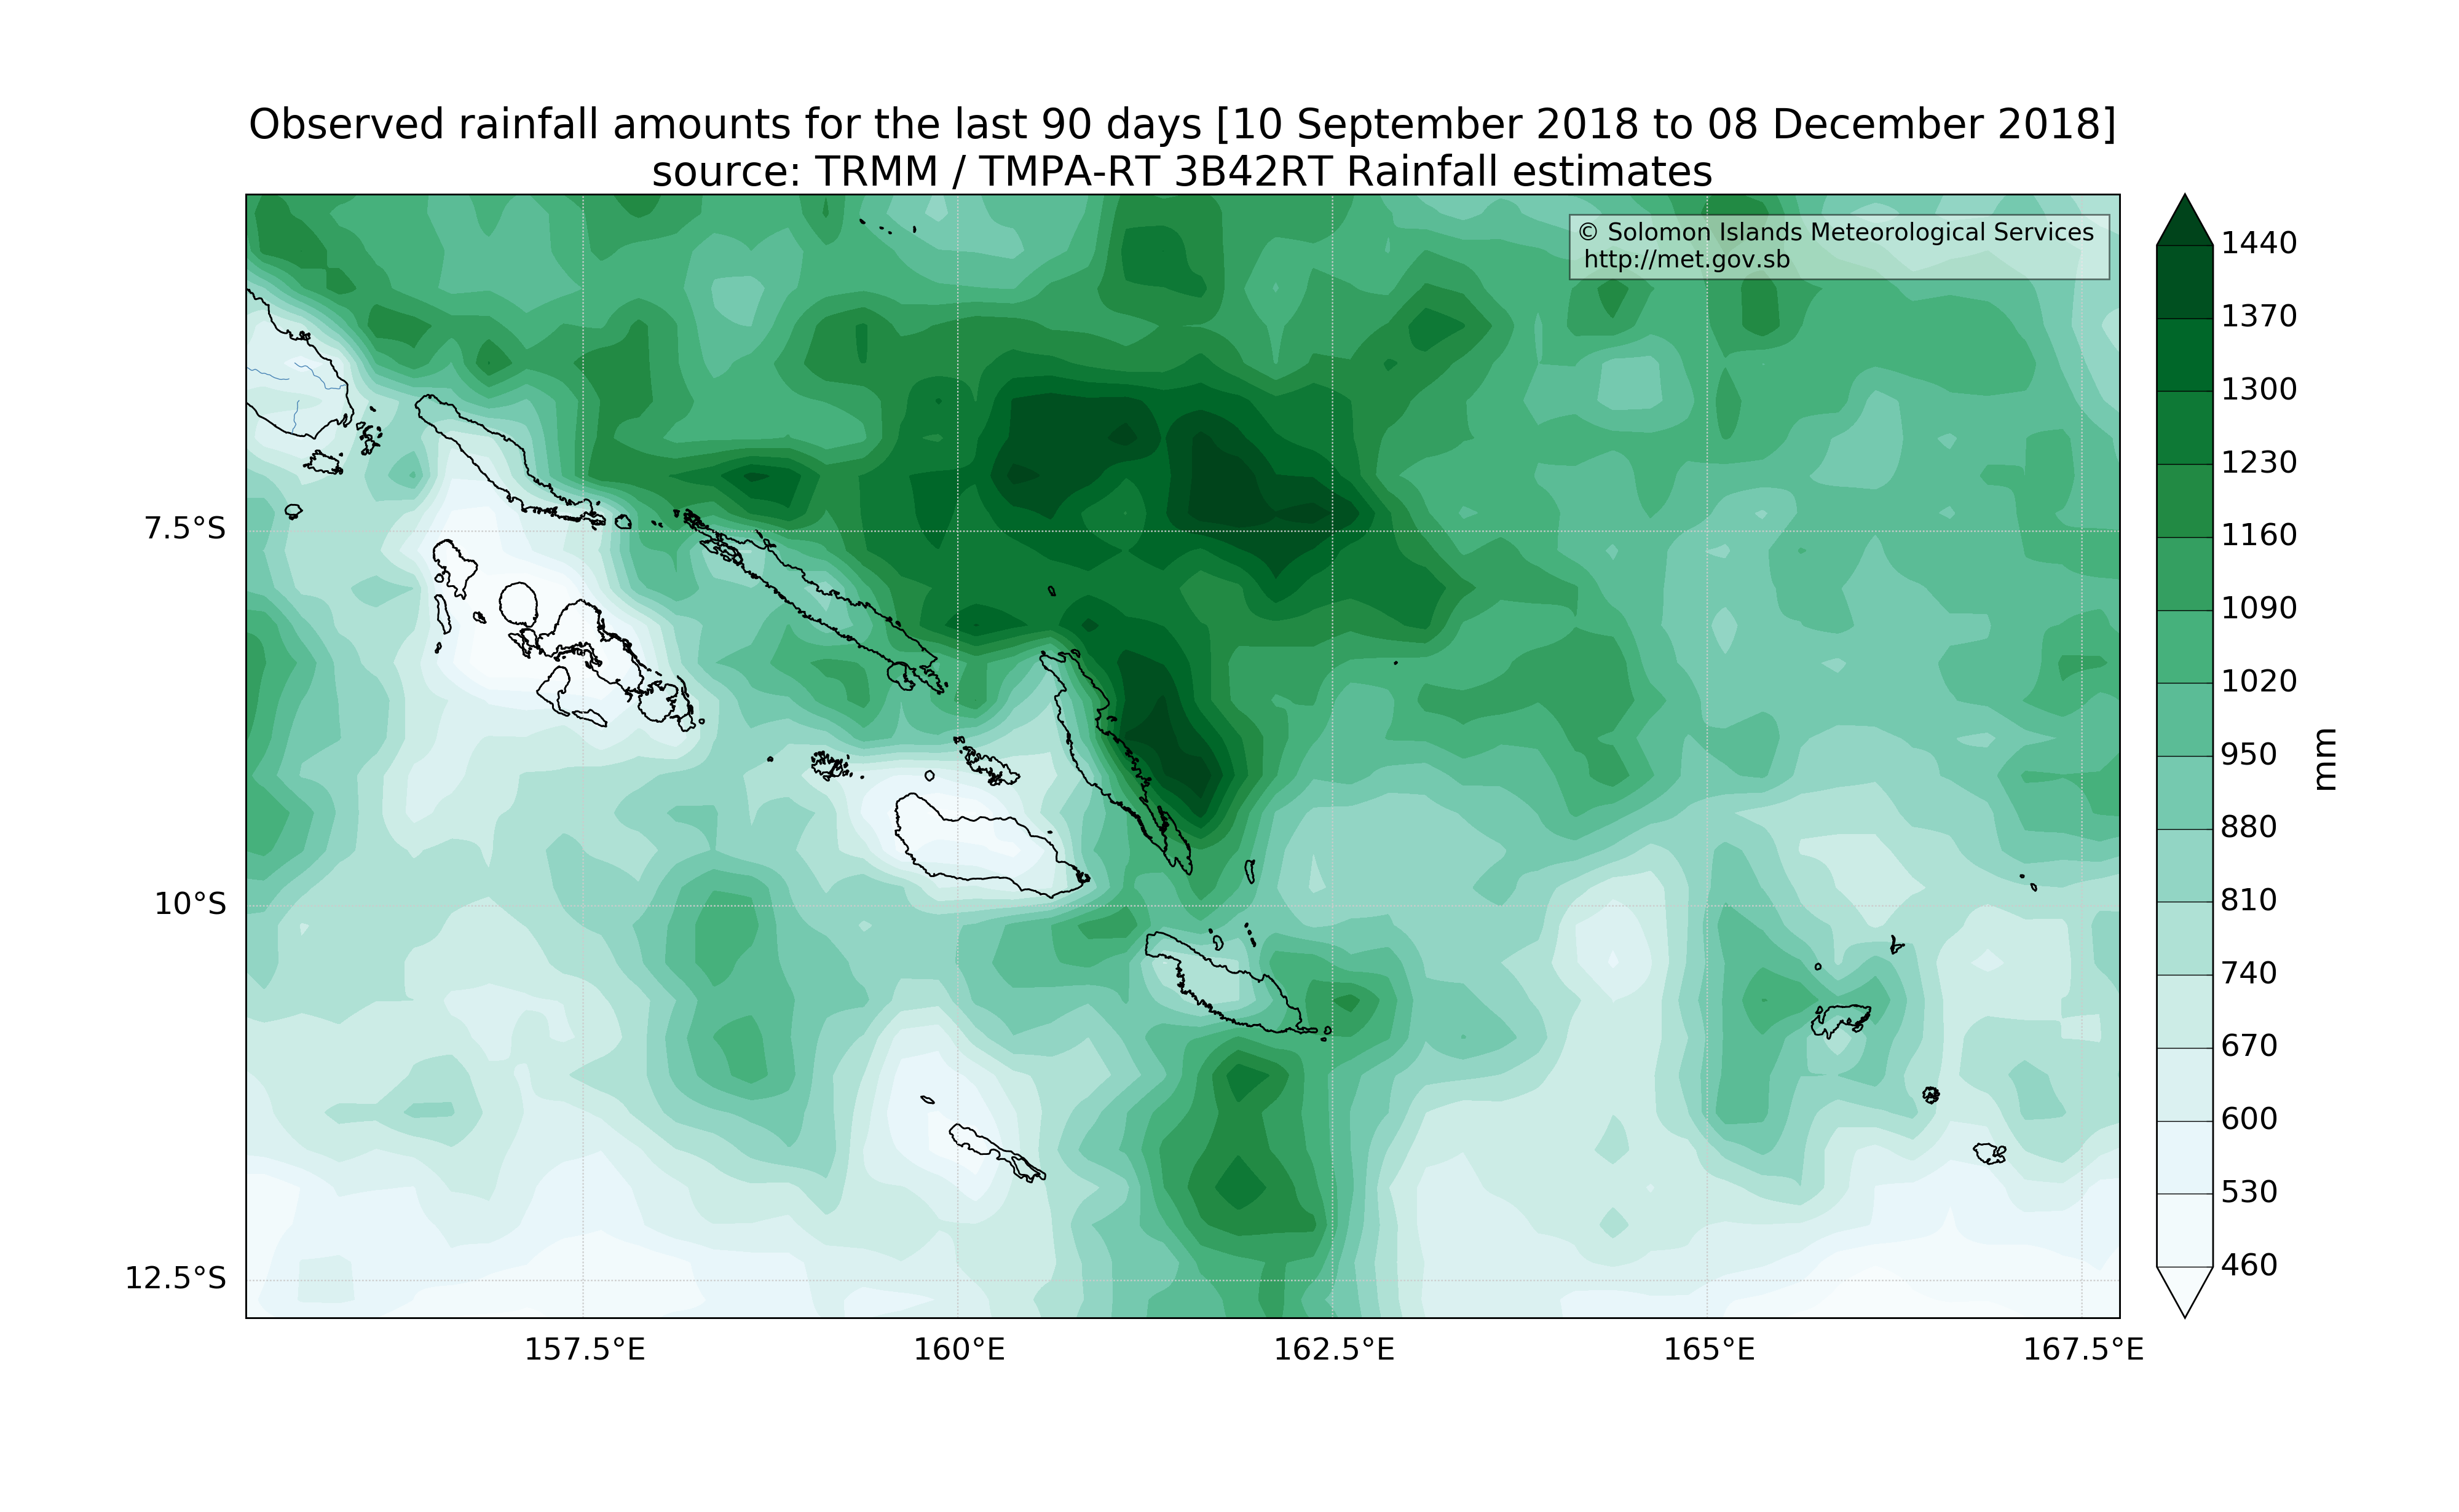 Observed rainfall amounts for the last 90 days [10 September 2018 to 08 December 2018]
source: TRMM / TMPA-RT 3B42RT Rainfall estimates
© Solomon Islands Meteorological Services
http://met.gov.sb
7.5°S
10°S
12.5°S
157.5°E
160°E
162.5°E
165°E
167.5°E
1440
1370
1300
1230
1160
1090
1020
950
880
810
740
670
600
530
460
mm